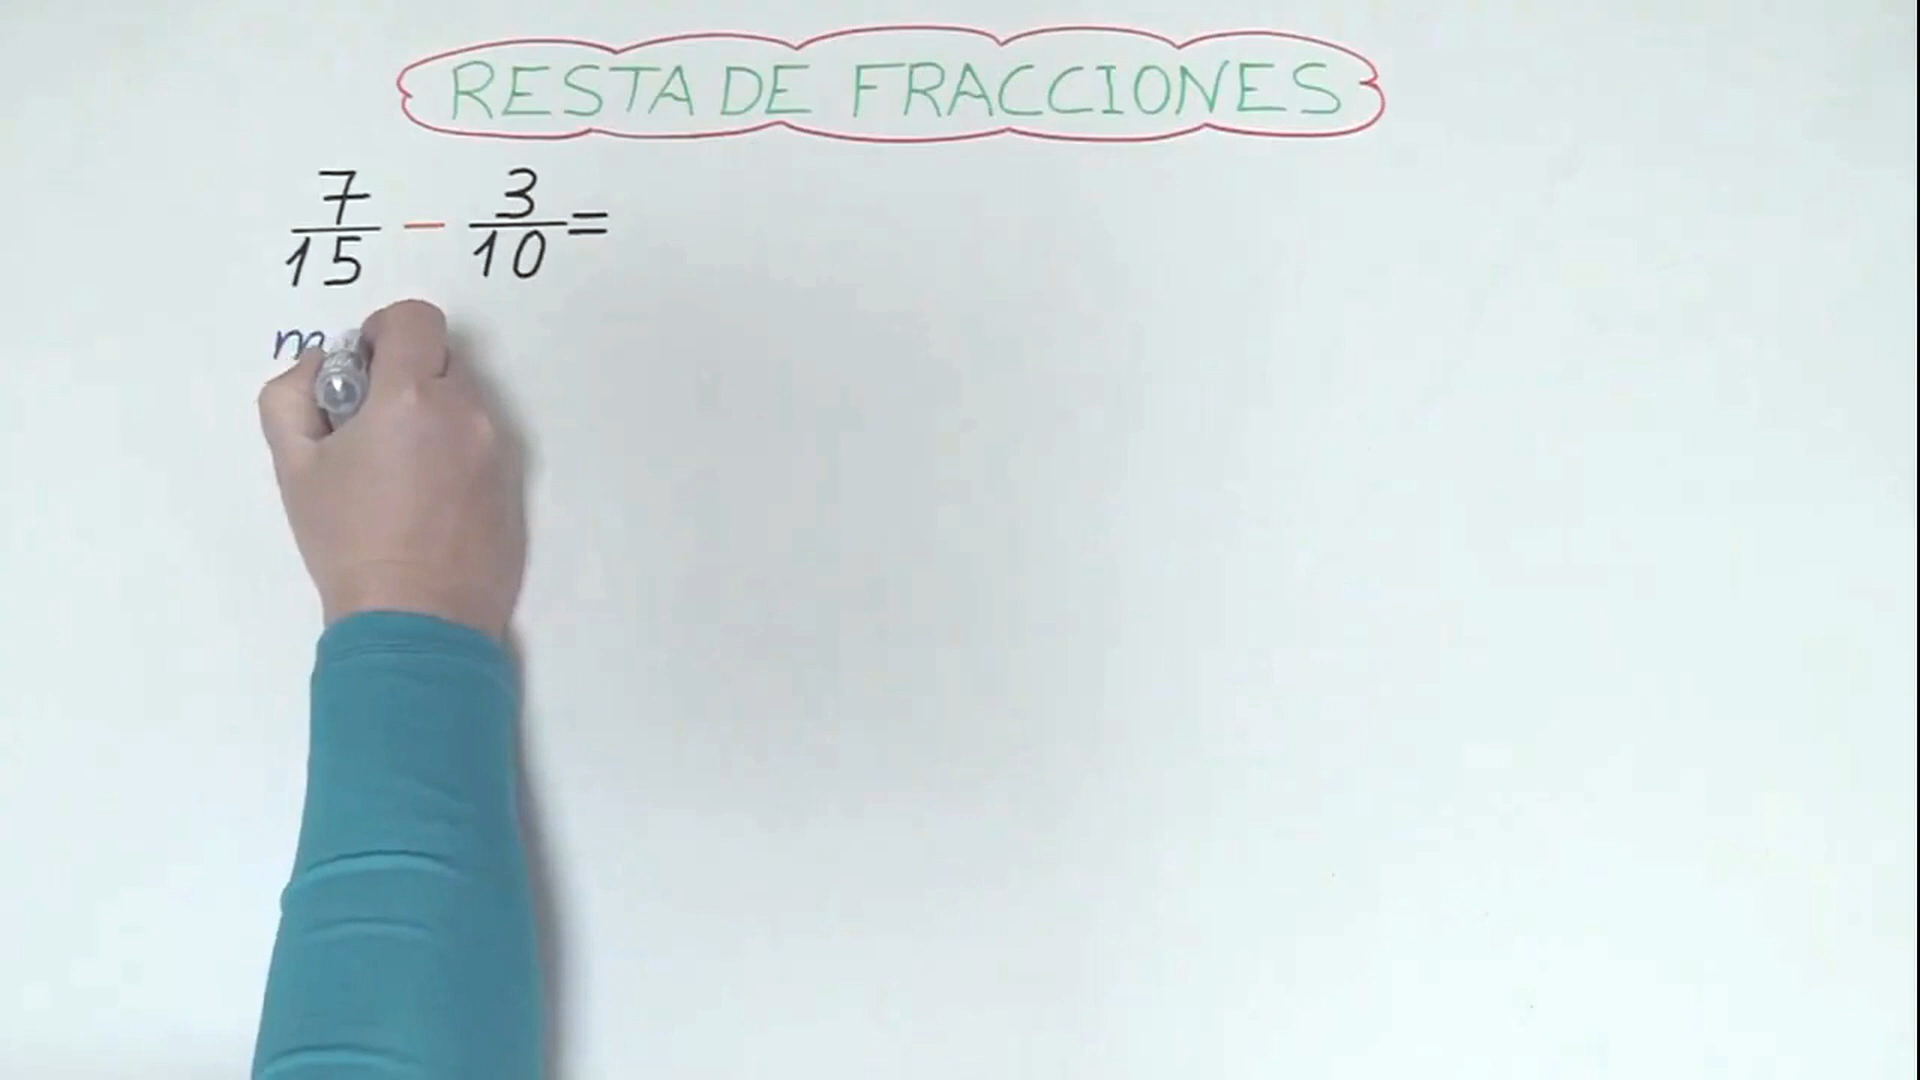 RESTA DE FRACCIONES
7/15 - 3/10 =
m